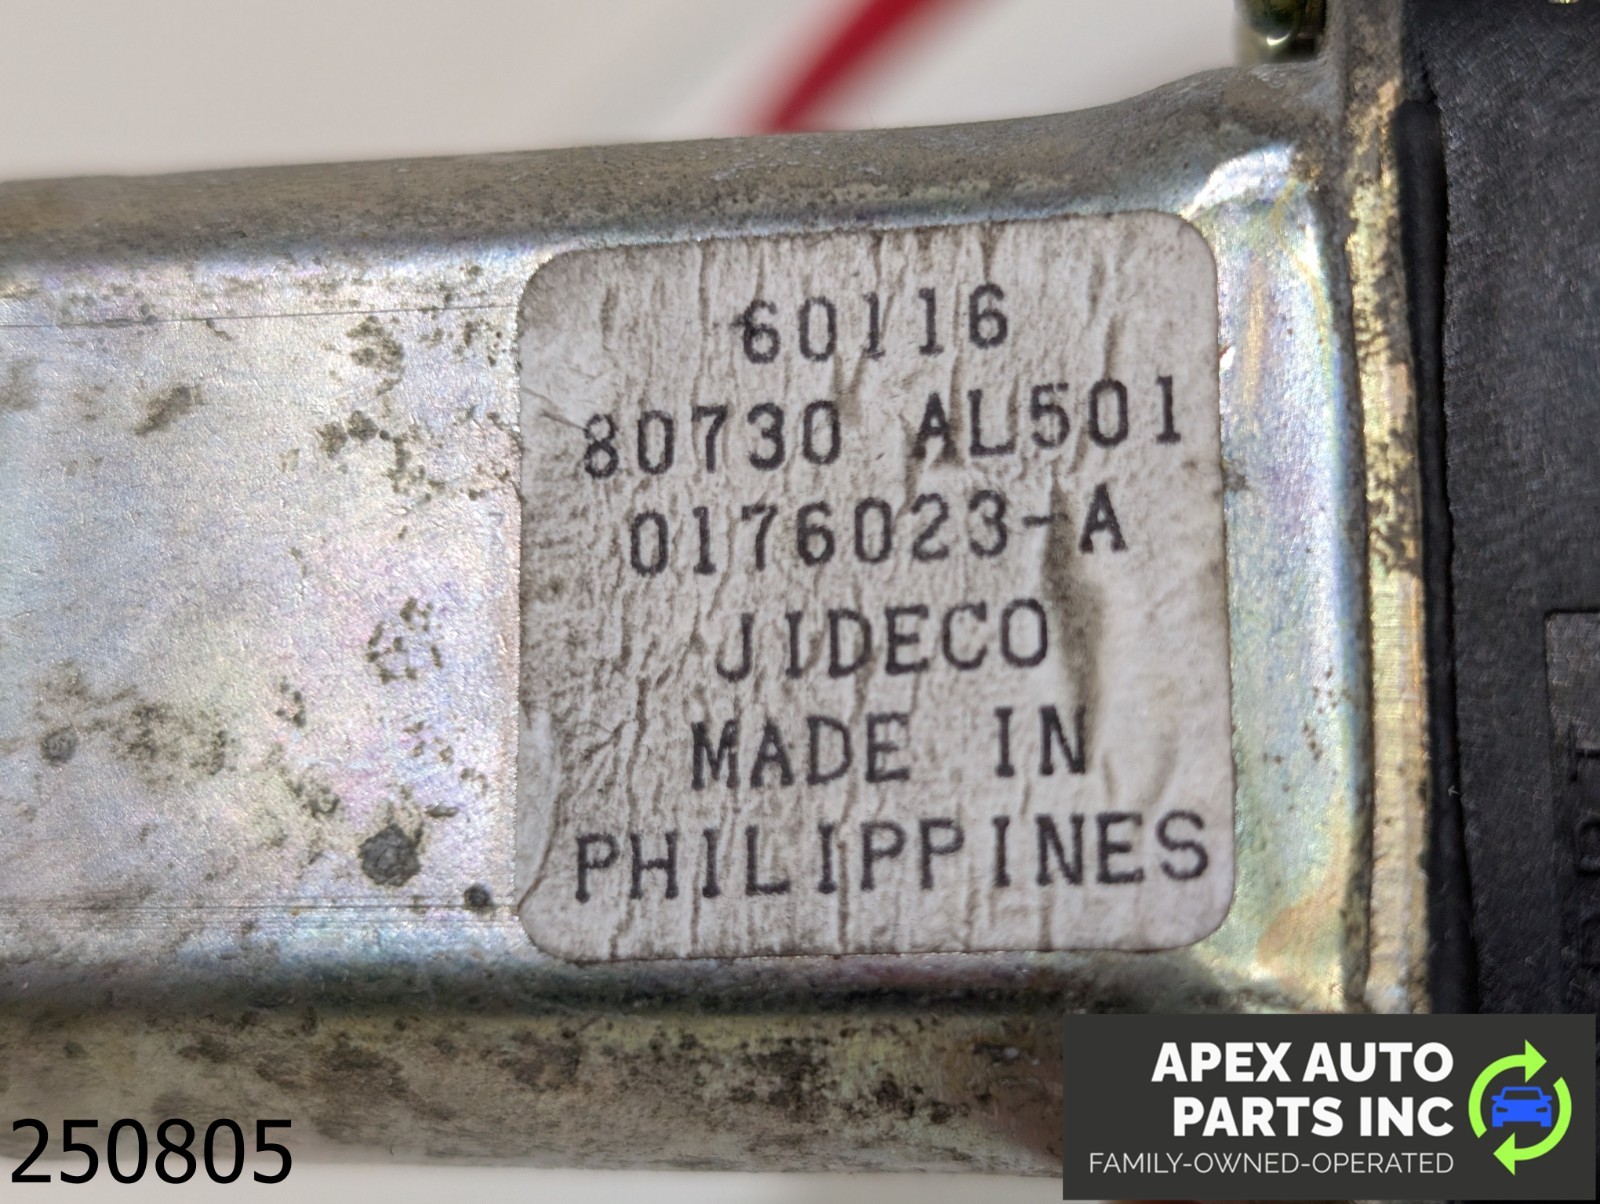 60116
80730 AL501
0176023-A
JIDECO
MADE IN
PHILIPPINES
250805
APEX AUTO
PARTS INC
FAMILY-OWNED-OPERATED